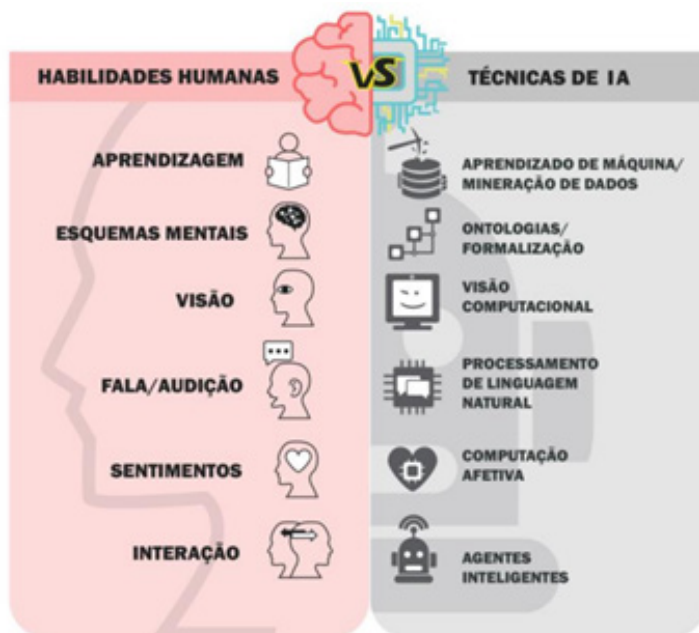 VS
HABILIDADES HUMANAS
TÉCNICAS DE IA
APRENDIZAGEM
APRENDIZADO DE MÁQUINA/
MINERAÇÃO DE DADOS
ESQUEMAS MENTAIS
ONTOLOGIAS/
FORMALIZAÇÃO
VISÃO
VISÃO
COMPUTACIONAL
FALA/AUDIÇÃO
PROCESSAMENTO
DE LINGUAGEM
NATURAL
SENTIMENTOS
COMPUTAÇÃO
AFETIVA
INTERAÇÃO
AGENTES
INTELIGENTES